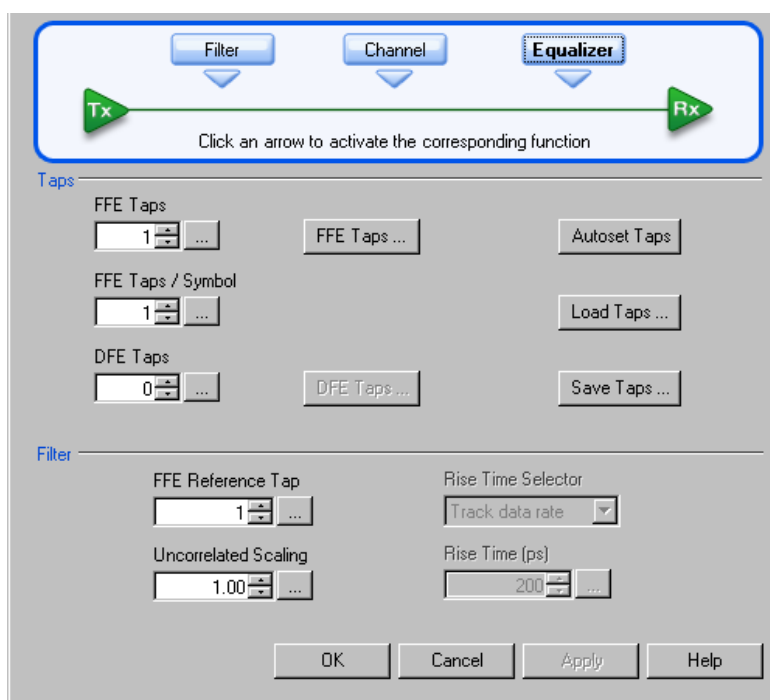 Filter Channel Equalizer
Tx Rx
Click an arrow to activate the corresponding function
Taps
FFE Taps
1 ... FFE Taps ... Autoset Taps
FFE Taps / Symbol
1 ... Load Taps ...
DFE Taps
0 ... DFE Taps ... Save Taps ...
Filter
FFE Reference Tap Rise Time Selector
1 ... Track data rate
Uncorrelated Scaling Rise Time (ps)
1.00 ... 200 ...
OK Cancel Apply Help